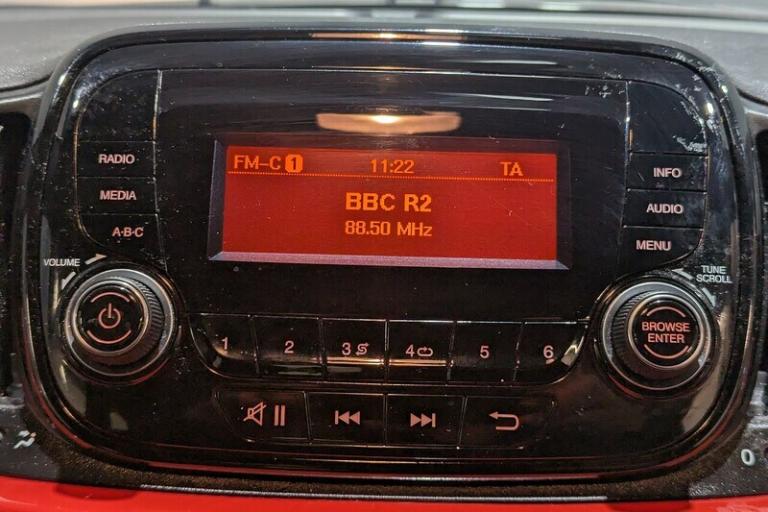 FM-C 1 11:22 TA
BBC R2
88.50 MHz
RADIO
MEDIA
A·B·C
INFO
AUDIO
MENU
VOLUME
TUNE
SCROLL
BROWSE
ENTER
1 2 3 4 5 6
0